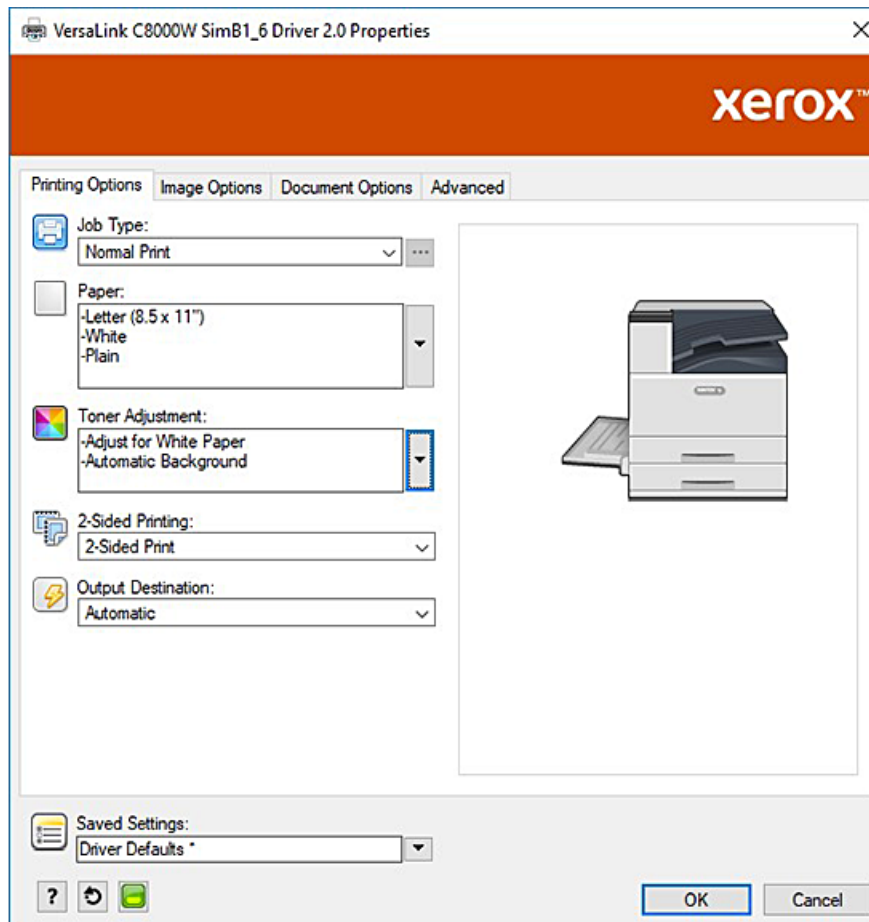 VersaLink C8000W SimB1_6 Driver 2.0 Properties
xerox™
Printing Options
Image Options
Document Options
Advanced
Job Type:
Normal Print
Paper:
-Letter (8.5 x 11")
-White
-Plain
Toner Adjustment:
-Adjust for White Paper
-Automatic Background
2-Sided Printing:
2-Sided Print
Output Destination:
Automatic
Saved Settings:
Driver Defaults *
?
OK
Cancel